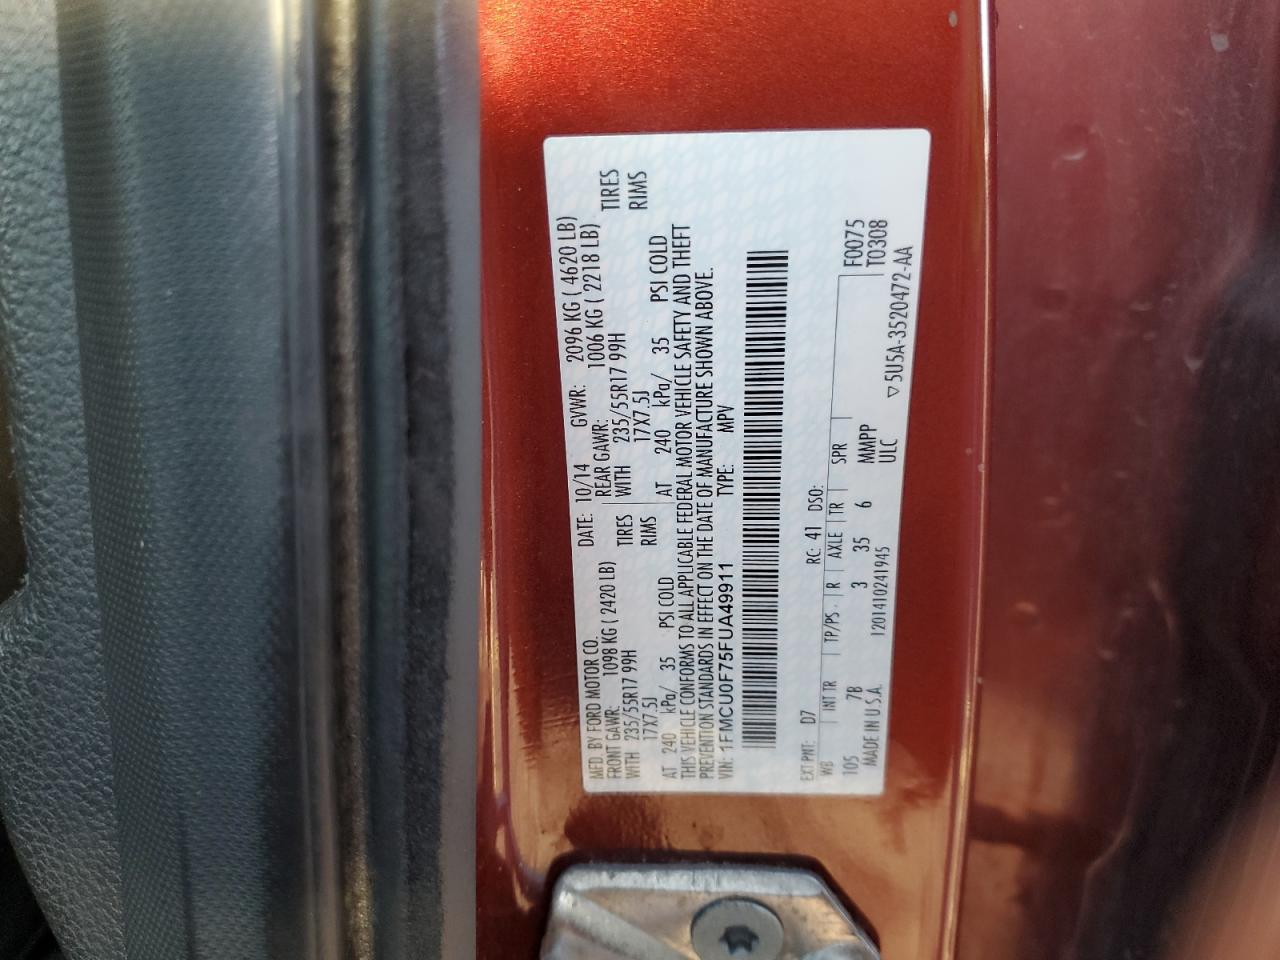 MFD. BY FORD MOTOR CO.
DATE: 10/14 GVWR: 2096 KG ( 4620 LB)
FRONT GAWR: 1098 KG ( 2420 LB) REAR GAWR: 1006 KG ( 2218 LB)
WITH 235/55R17 99H TIRES WITH 235/55R17 99H TIRES
17X7.5J RIMS 17X7.5J RIMS
AT 240 kPa/ 35 PSI COLD AT 240 kPa/ 35 PSI COLD
THIS VEHICLE CONFORMS TO ALL APPLICABLE FEDERAL MOTOR VEHICLE SAFETY AND THEFT
PREVENTION STANDARDS IN EFFECT ON THE DATE OF MANUFACTURE SHOWN ABOVE.
VIN: 1FMCU0F75FUA49911 TYPE: MPV
EXT PNT: D7 RC: 41 DSO:
WB INT TR TP/PS R AXLE TR SPR F0075
105 7B 3 35 6 MMPP T0308
ULC
MADE IN U.S.A. 1201410241945 ▽5U5A-3520472-AA